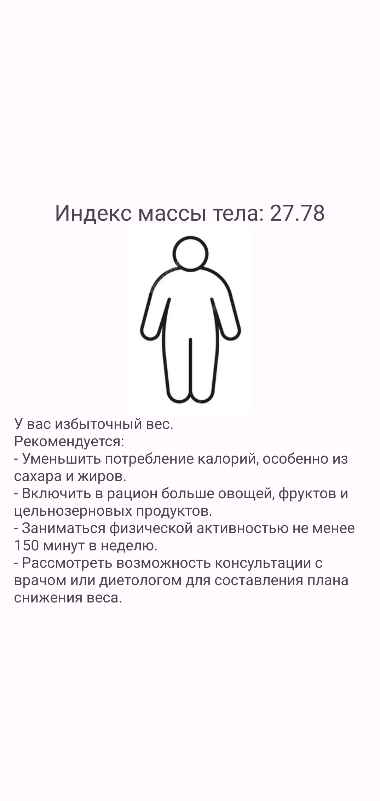 Индекс массы тела: 27.78
У вас избыточный вес.
Рекомендуется:
- Уменьшить потребление калорий, особенно из
сахара и жиров.
- Включить в рацион больше овощей, фруктов и
цельнозерновых продуктов.
- Заниматься физической активностью не менее
150 минут в неделю.
- Рассмотреть возможность консультации с
врачом или диетологом для составления плана
снижения веса.